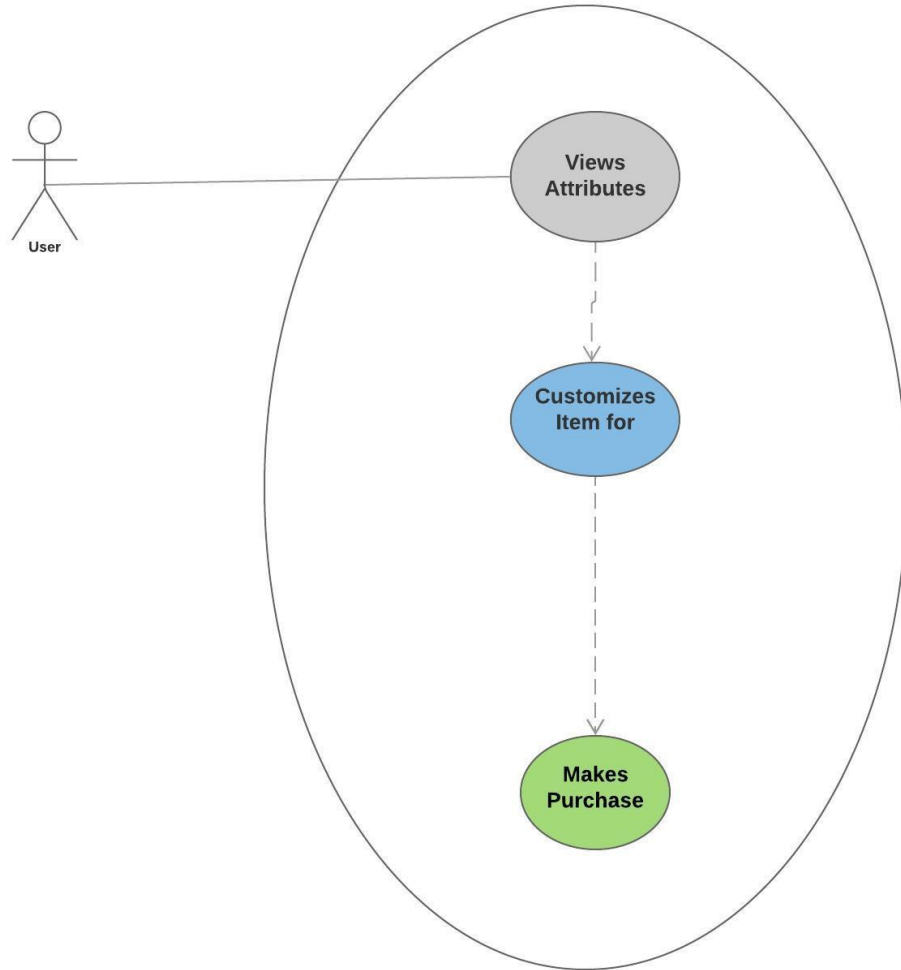 User
Views
Attributes
Customizes
Item for
Makes
Purchase